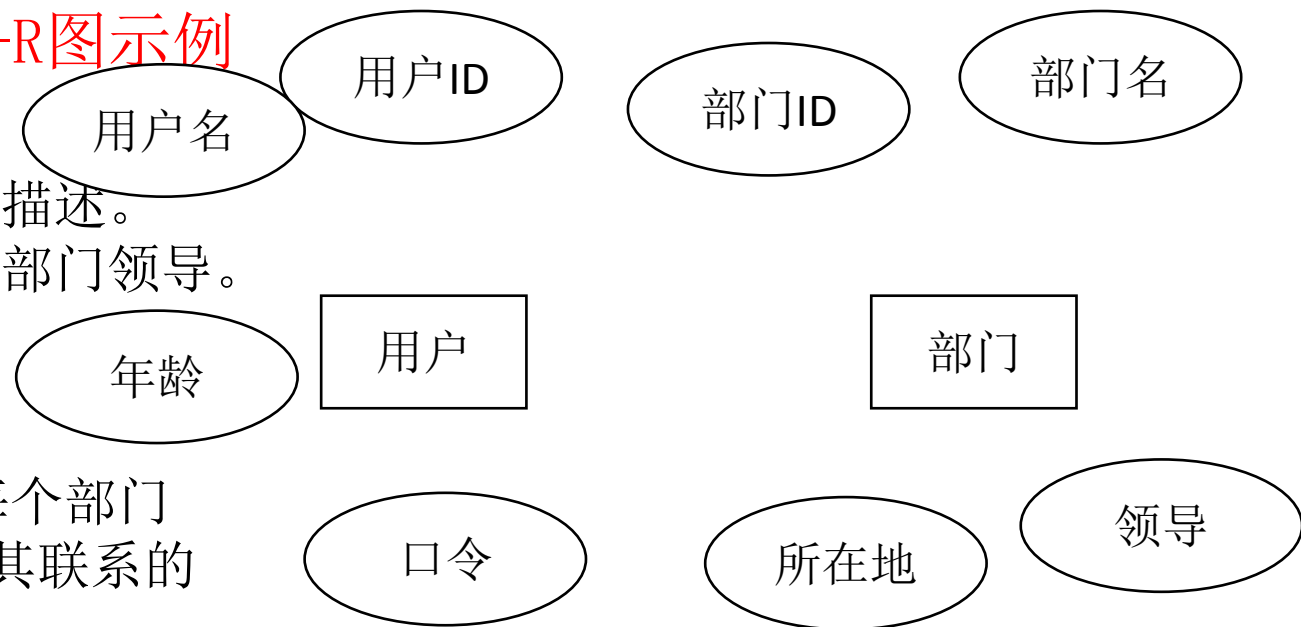 -R图示例
用户名
用户ID
部门ID
部门名
描述。
部门领导。
年龄
用户
部门
每个部门
其联系的
口令
所在地
领导